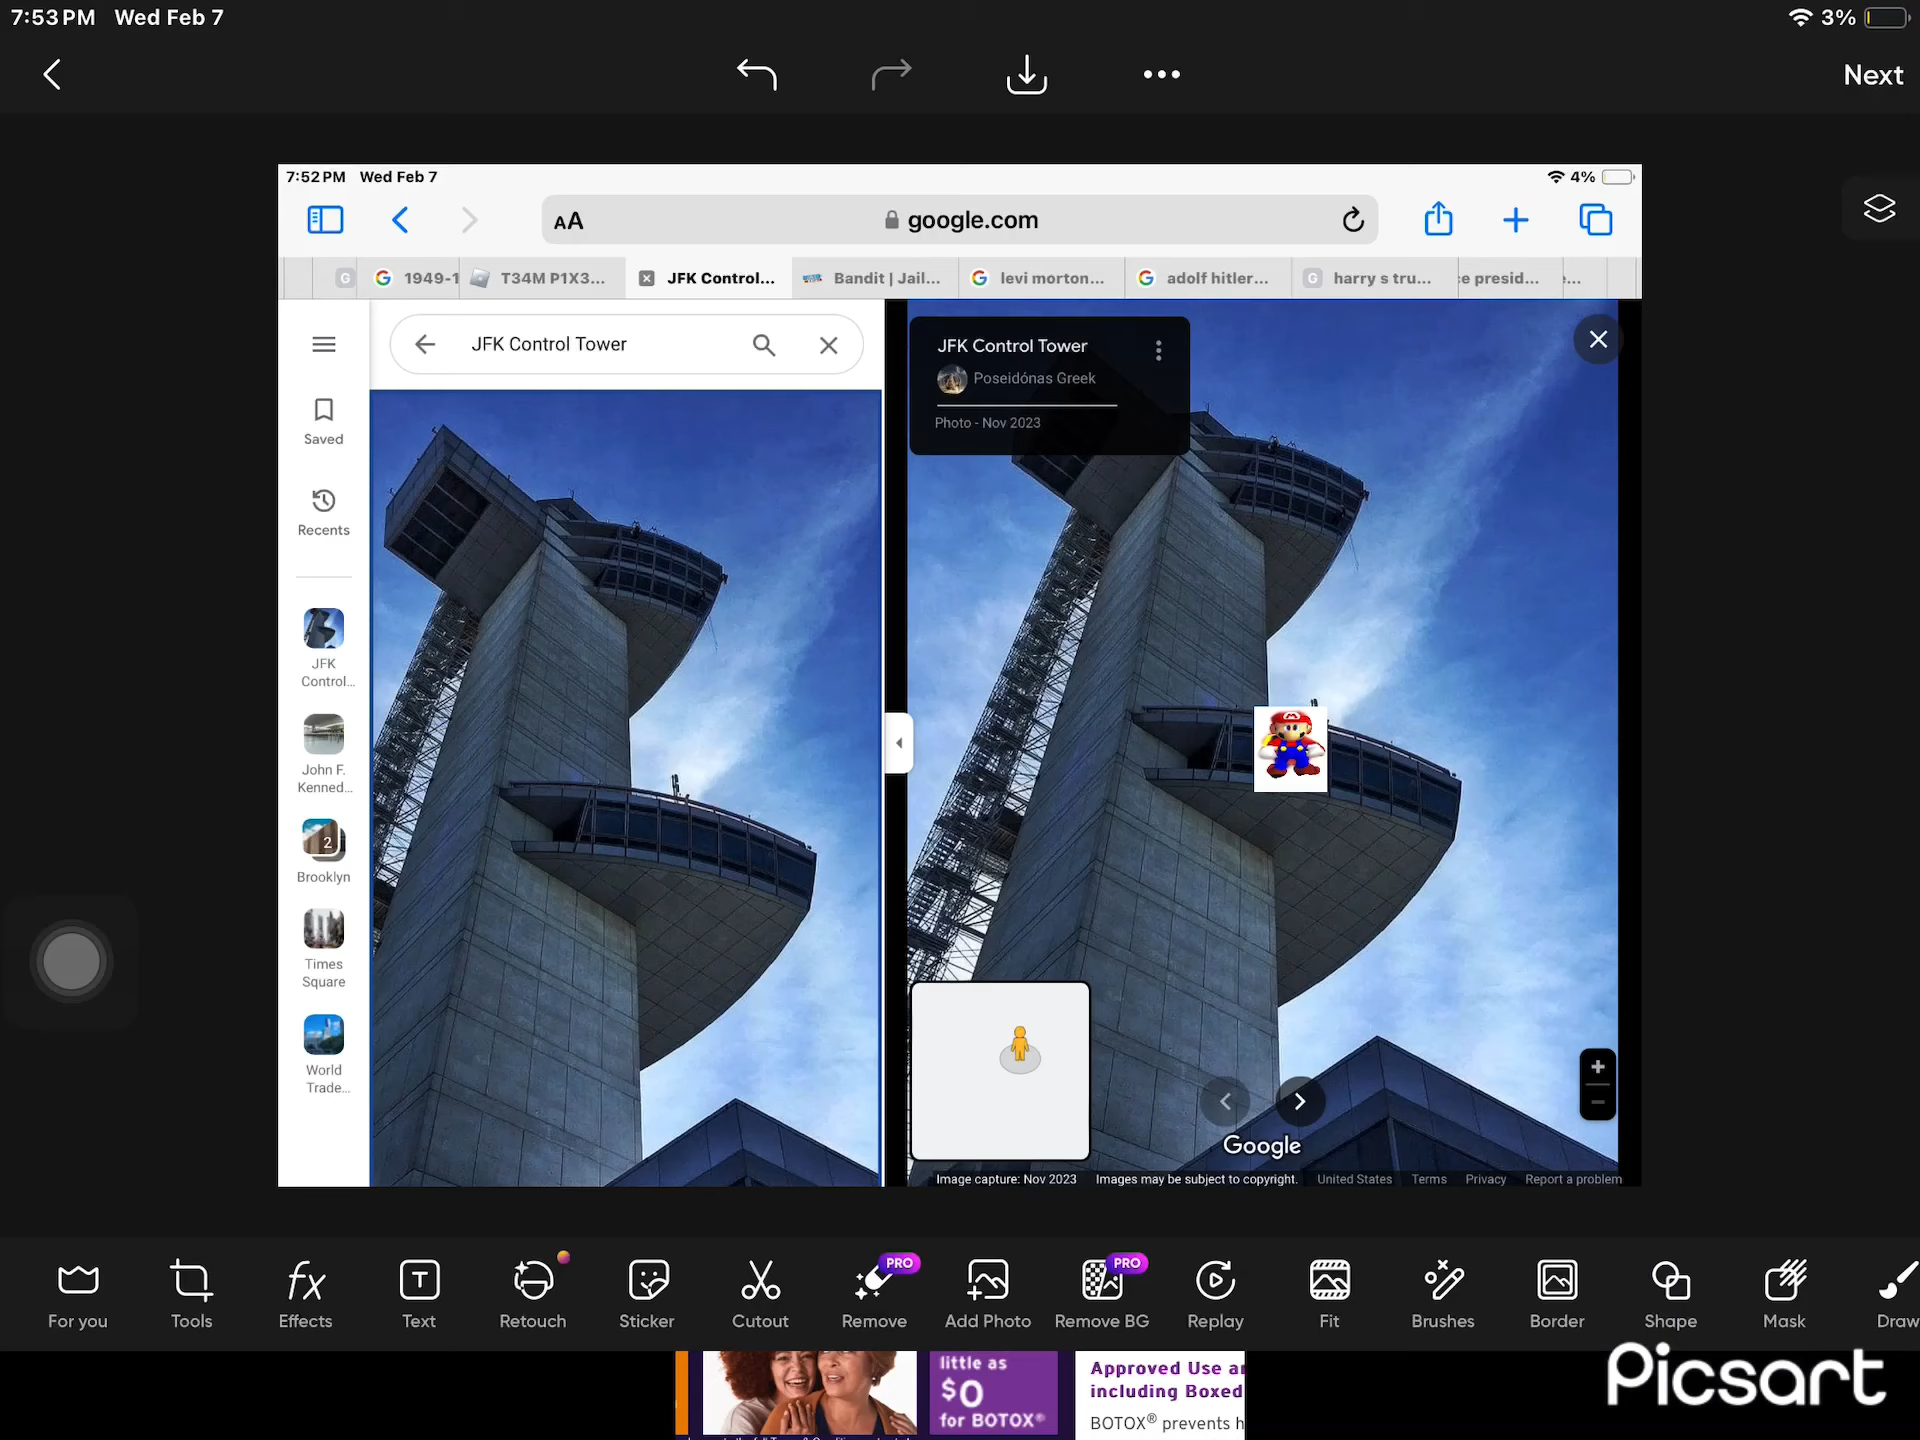 7:53 PM Wed Feb 7
3%
Next
7:52 PM Wed Feb 7
4%
AA
google.com
G
1949-1
T34M P1X3...
JFK Control...
Bandit | Jail...
levi morton...
adolf hitler...
harry s tru...
e presid...
JFK Control Tower
Saved
Recents
JFK
Control...
John F.
Kenned...
2
Brooklyn
Times
Square
World
Trade...
JFK Control Tower
Poseidónas Greek
Photo - Nov 2023
M
Google
Image capture: Nov 2023 Images may be subject to copyright. United States Terms Privacy Report a problem
PRO
PRO
For you
Tools
Effects
Text
Retouch
Sticker
Cutout
Remove
Add Photo
Remove BG
Replay
Fit
Brushes
Border
Shape
Mask
Draw
little as
$0
for BOTOX®
Approved Use a
including Boxed
BOTOX® prevents h
Picsart